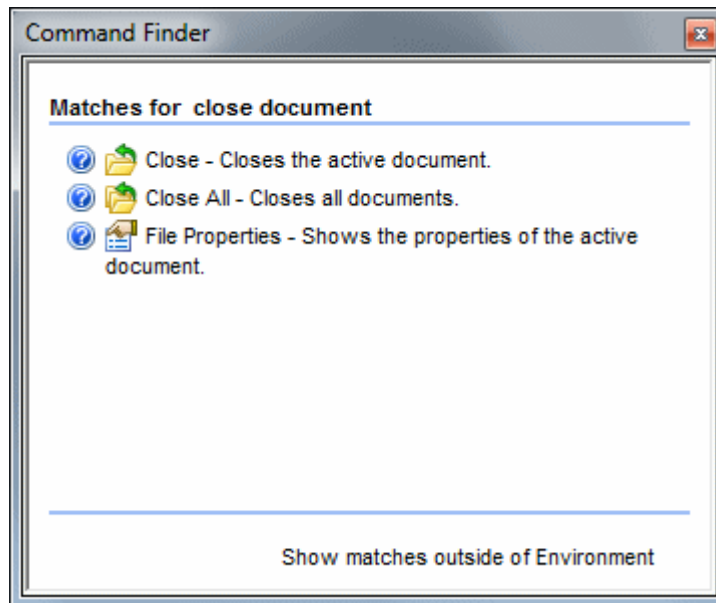 Command Finder
Matches for close document
Close - Closes the active document.
Close All - Closes all documents.
File Properties - Shows the properties of the active
document.
Show matches outside of Environment